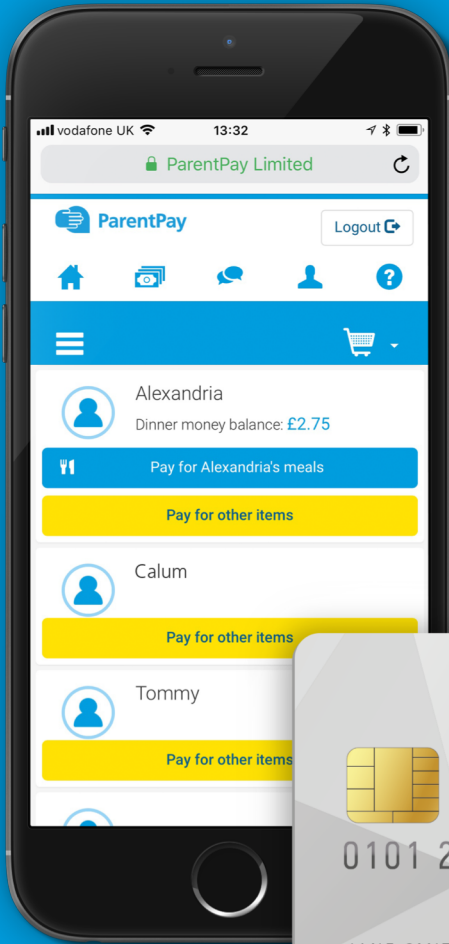 vodafone UK 13:32
ParentPay Limited
ParentPay
Logout
Alexandria
Dinner money balance: £2.75
Pay for Alexandria's meals
Pay for other items
Calum
Pay for other items
Tommy
Pay for other items
0101 2